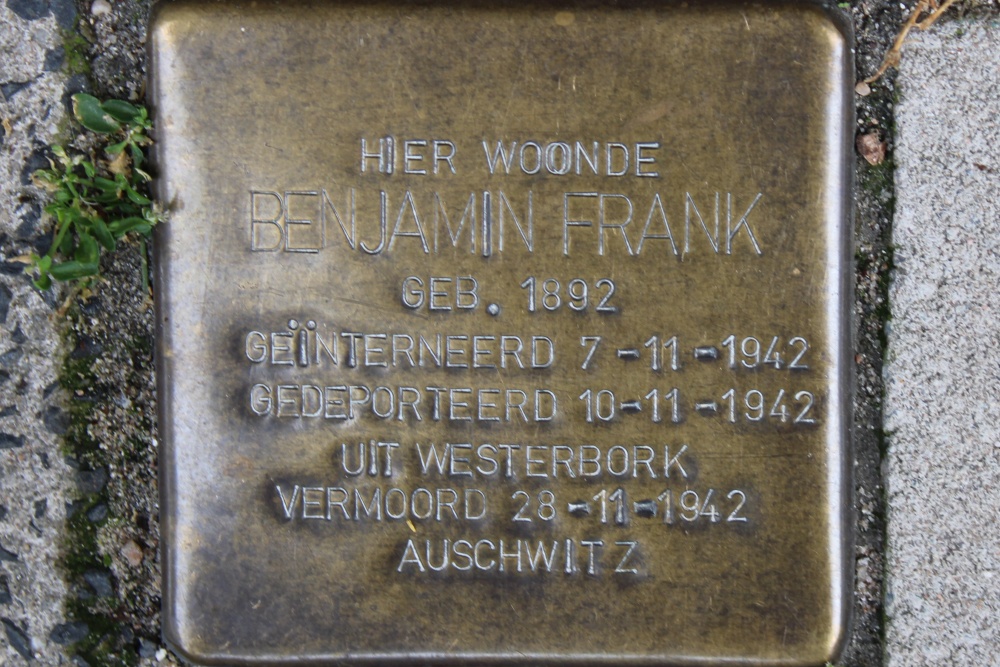 HIER WOONDE
BENJAMIN FRANK
GEB. 1892
GEÏNTERNEERD 7-11-1942
GEDEPORTEERD 10-11-1942
UIT WESTERBORK
VERMOORD 28-11-1942
AUSCHWITZ